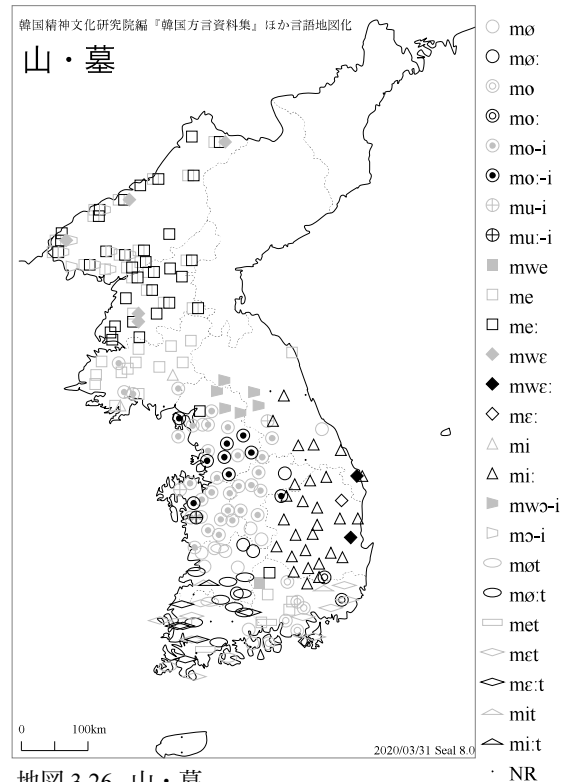 韓国精神文化研究院編『韓国方言資料集』ほか言語地図化
山・墓
mø
mø:
mo
mo:
mo-i
mo:-i
mu-i
mu:-i
mwe
me
me:
mwɛ
mwɛ:
mɛ:
mi
mi:
mwɔ-i
mɔ-i
møt
mø:t
met
mɛt
mɛ:t
mit
mi:t
NR
0 100km
2020/03/31 Seal 8.0
地図 3.26 山・墓